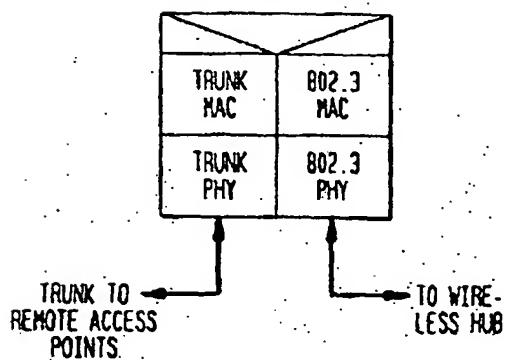 TRUNK
MAC
802.3
MAC
TRUNK
PHY
802.3
PHY
TRUNK TO
REMOTE ACCESS
POINTS
TO WIRE-
LESS HUB